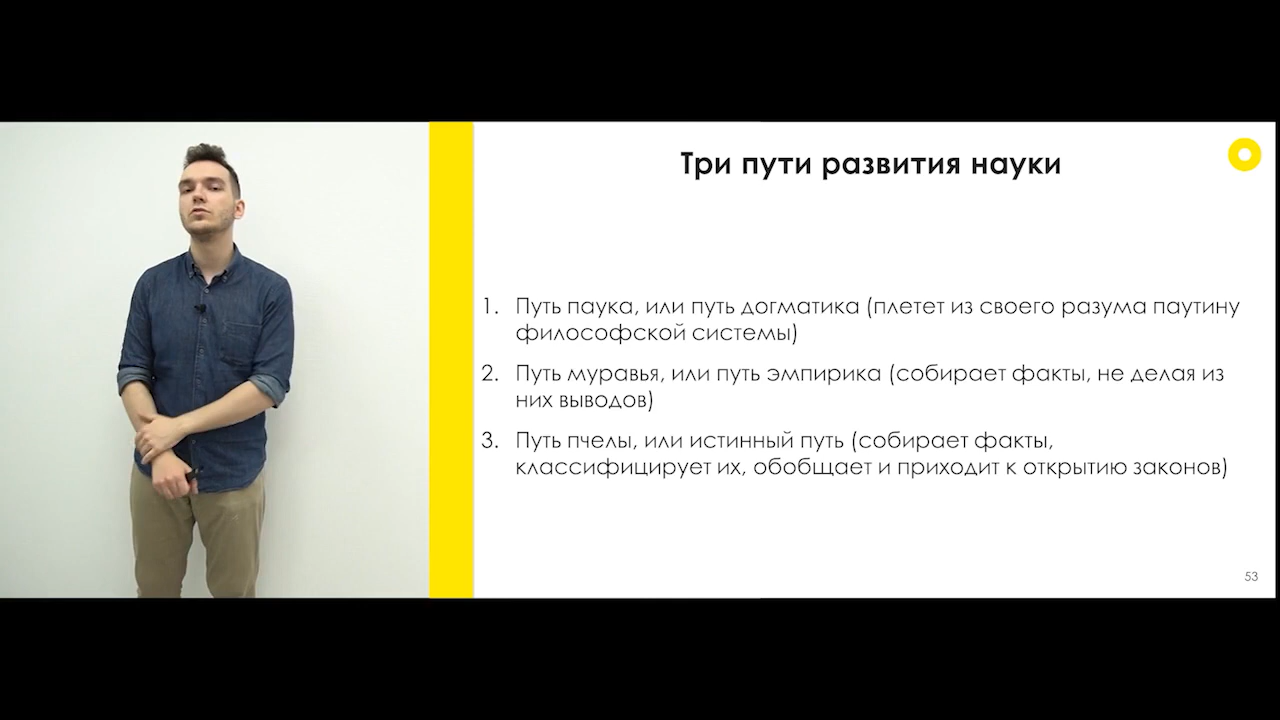 Три пути развития науки
1. Путь паука, или путь догматика (плетет из своего разума паутину
философской системы)
2. Путь муравья, или путь эмпирика (собирает факты, не делая из
них выводов)
3. Путь пчелы, или истинный путь (собирает факты,
классифицирует их, обобщает и приходит к открытию законов)
53